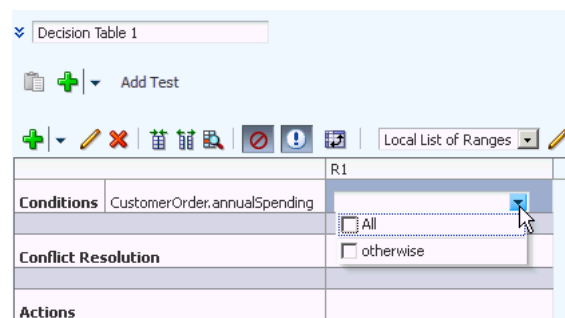 Decision Table 1
Add Test
Local List of Ranges
R1
Conditions CustomerOrder.annualSpending
All
otherwise
Conflict Resolution
Actions